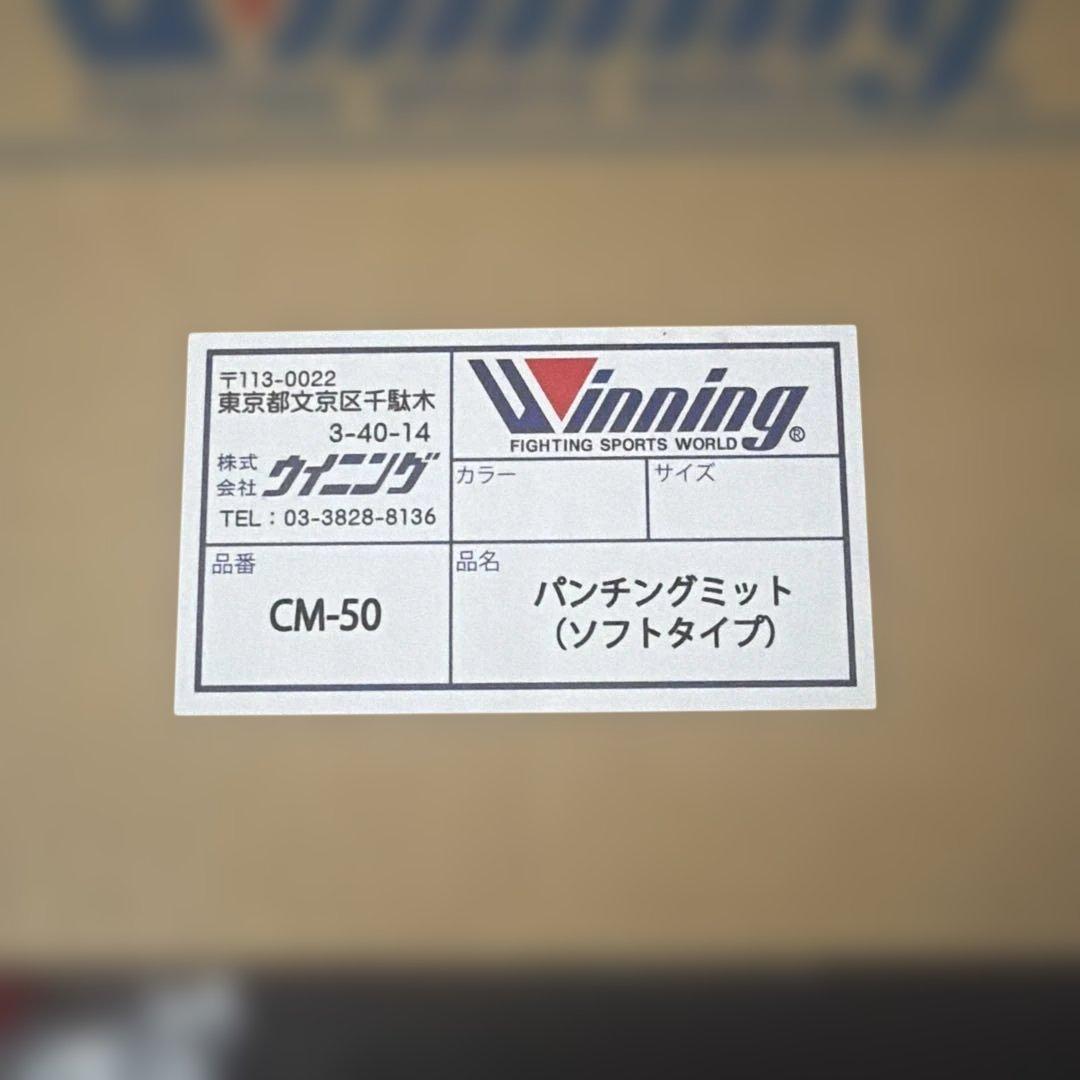 Winning
〒113-0022
東京都文京区千駄木
3-40-14
株式会社 ウイニング
TEL：03-3828-8136
Winning®
FIGHTING SPORTS WORLD
カラー
サイズ
品番
CM-50
品名
パンチングミット
（ソフトタイプ）